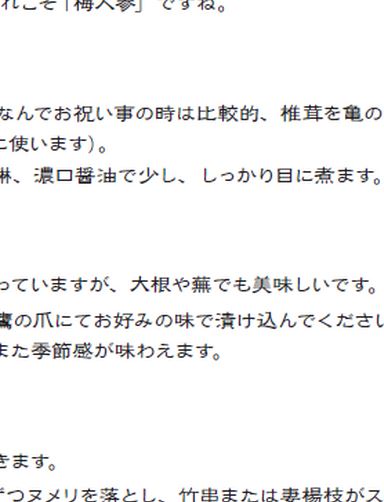 れこそ「梅人参」ですね。
なんでお祝い事の時は比較的、椎茸を亀の
に使います）。
琳、濃口醤油で少し、しっかり目に煮ます。
っていますが、大根や蕪でも美味しいです。
鷹の爪にてお好みの味で漬け込んでください
また季節感が味わえます。
きます。
ずつヌメリを落とし、竹串または妻楊枝がス